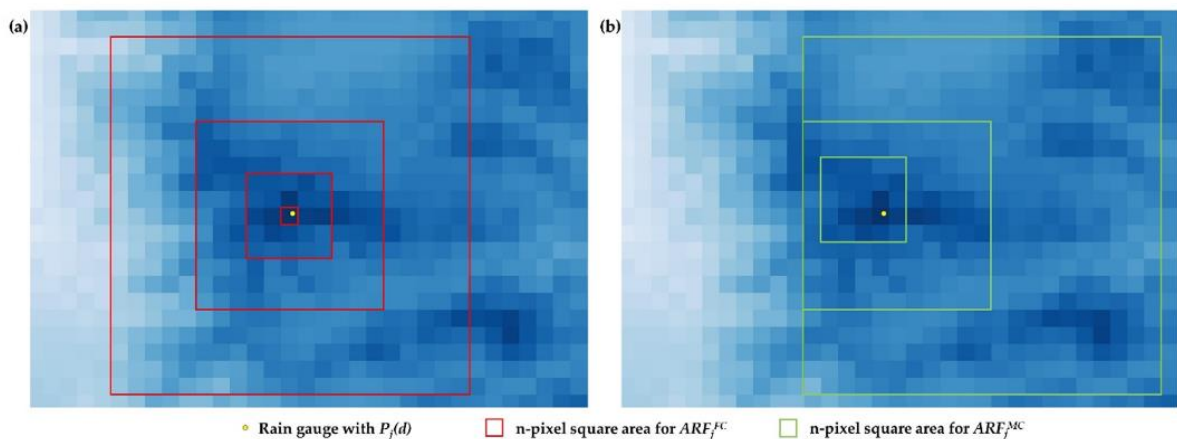 (a)
(b)
Rain gauge with Pj(d)
n-pixel square area for ARFjFC
n-pixel square area for ARFjMC